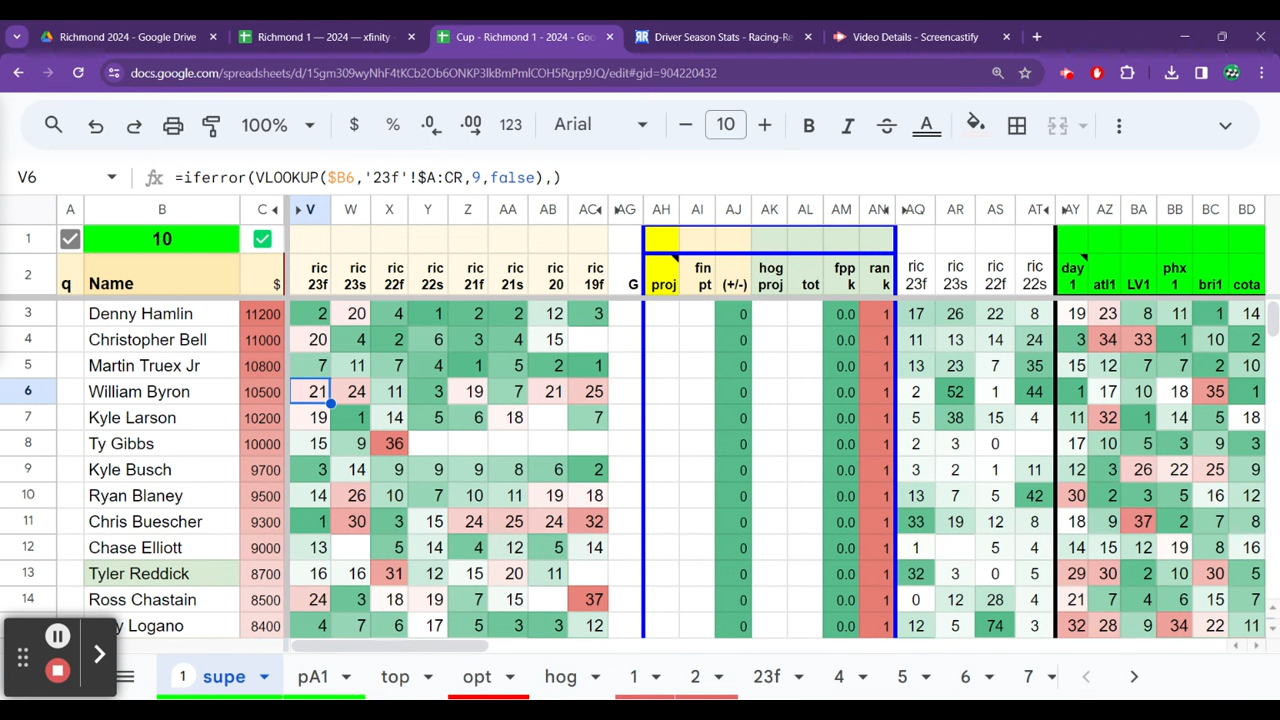 Richmond 2024 - Google Drive
Richmond 1 — 2024 — xfinity
Cup - Richmond 1 - 2024 - Goo
Driver Season Stats - Racing-Re
Video Details - Screencastify
docs.google.com/spreadsheets/d/15gm309wyNhF4tKCb2Ob6ONKP3lkBmPmlCOH5Rgrp9JQ/edit#gid=904220432
100% $ % .0 .00 123 Arial 10 B I A
V6 =iferror(VLOOKUP($B6,'23f'!$A:CR,9,false),)
A B C V W X Y Z AA AB AC AG AH AI AJ AK AL AM AN AQ AR AS AT AY AZ BA BB BC BD
1 10
2 q Name $ ric 23f ric 23s ric 22f ric 22s ric 21f ric 21s ric 20 ric 19f G proj fin pt (+/-) hog proj tot fpp k ran k ric 23f ric 23s ric 22f ric 22s day 1 atl1 LV1 phx 1 bri1 cota
3 Denny Hamlin 11200 2 20 4 1 2 2 12 3 0 0.0 1 17 26 22 8 19 23 8 11 1 14
4 Christopher Bell 11000 20 4 2 6 3 4 15 0 0.0 1 11 13 14 24 3 34 33 1 10 2
5 Martin Truex Jr 10800 7 11 7 4 1 5 2 1 0 0.0 1 13 23 7 35 15 12 7 7 2 10
6 William Byron 10500 21 24 11 3 19 7 21 25 0 0.0 1 2 52 1 44 1 17 10 18 35 1
7 Kyle Larson 10200 19 1 14 5 6 18 7 0 0.0 1 5 38 15 4 11 32 1 14 5 18
8 Ty Gibbs 10000 15 9 36 0 0.0 1 2 3 0 17 10 5 3 9 3
9 Kyle Busch 9700 3 14 9 9 9 8 6 2 0 0.0 1 3 2 1 11 12 3 26 22 25 9
10 Ryan Blaney 9500 14 26 10 7 10 11 19 18 0 0.0 1 13 7 5 42 30 2 3 5 16 12
11 Chris Buescher 9300 1 30 3 15 24 25 24 32 0 0.0 1 33 19 12 8 18 9 37 2 7 8
12 Chase Elliott 9000 13 5 14 4 12 5 14 0 0.0 1 1 5 4 14 15 12 19 8 16
13 Tyler Reddick 8700 16 16 31 12 15 20 11 0 0.0 1 32 3 0 5 29 30 2 10 30 5
14 Ross Chastain 8500 24 3 18 19 7 15 37 0 0.0 1 0 12 28 4 21 7 4 6 15 7
y Logano 8400 4 7 6 17 5 3 3 12 0 0.0 1 12 5 74 3 32 28 9 34 22 11
1 supe pA1 top opt hog 1 2 23f 4 5 6 7